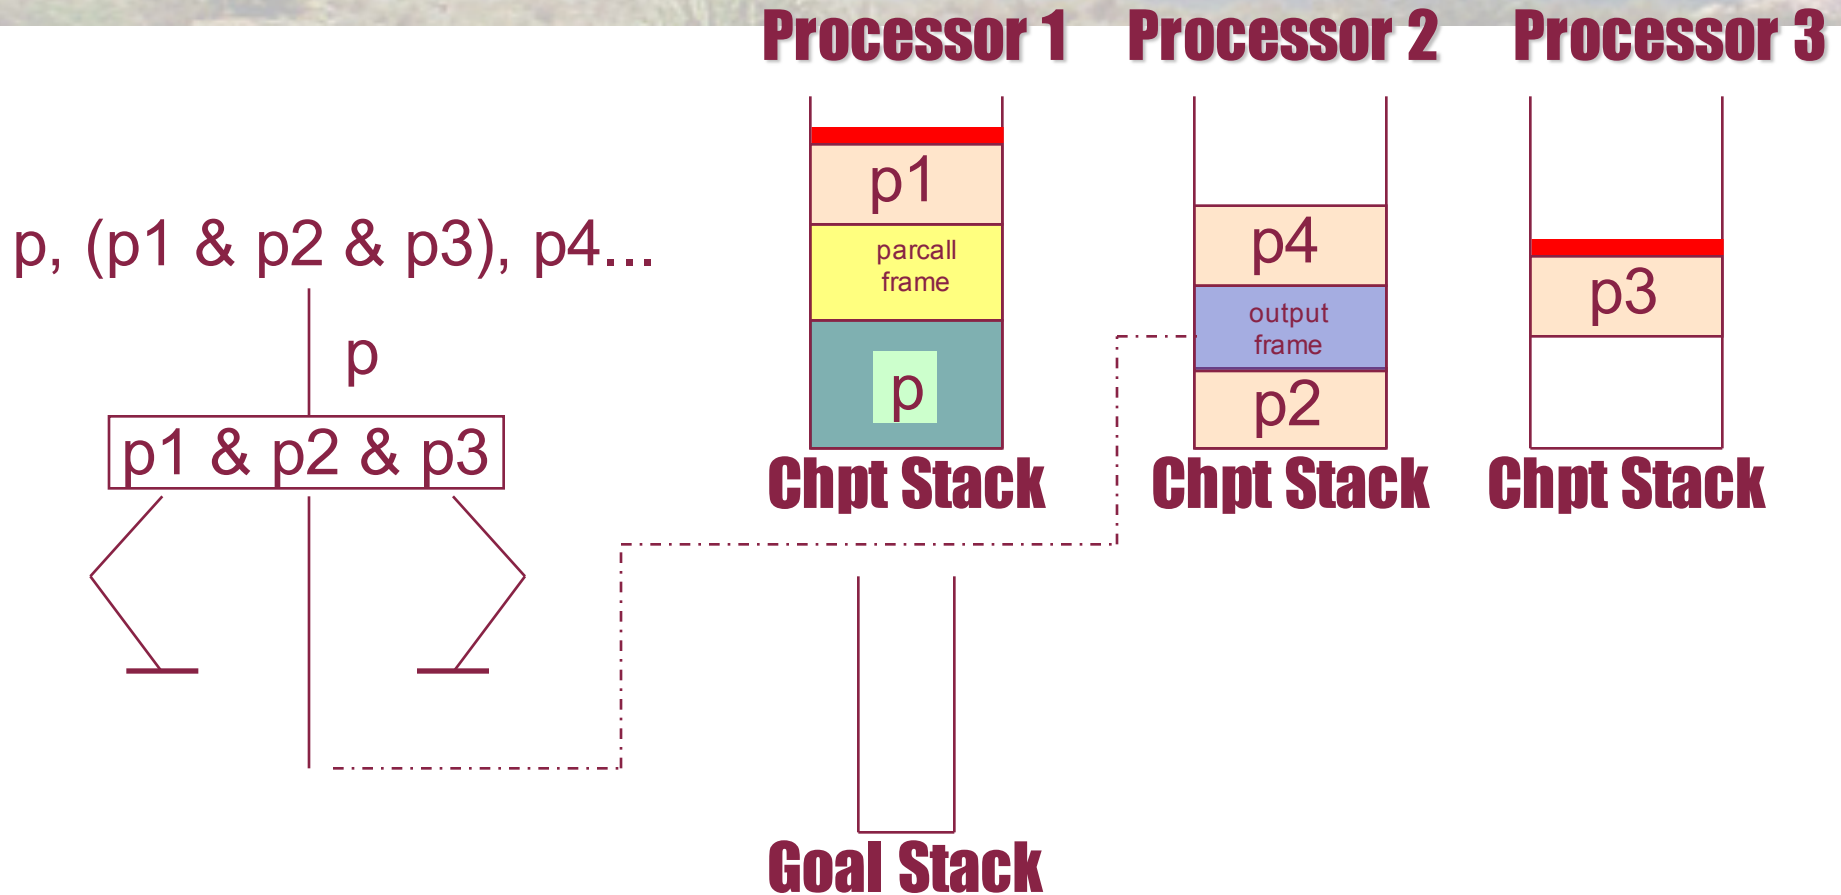 Processor 1
Processor 2
Processor 3
p, (p1 & p2 & p3), p4...
p
p1 & p2 & p3
p1
parcall
frame
p
Chpt Stack
p4
output
frame
p2
Chpt Stack
p3
Chpt Stack
Goal Stack